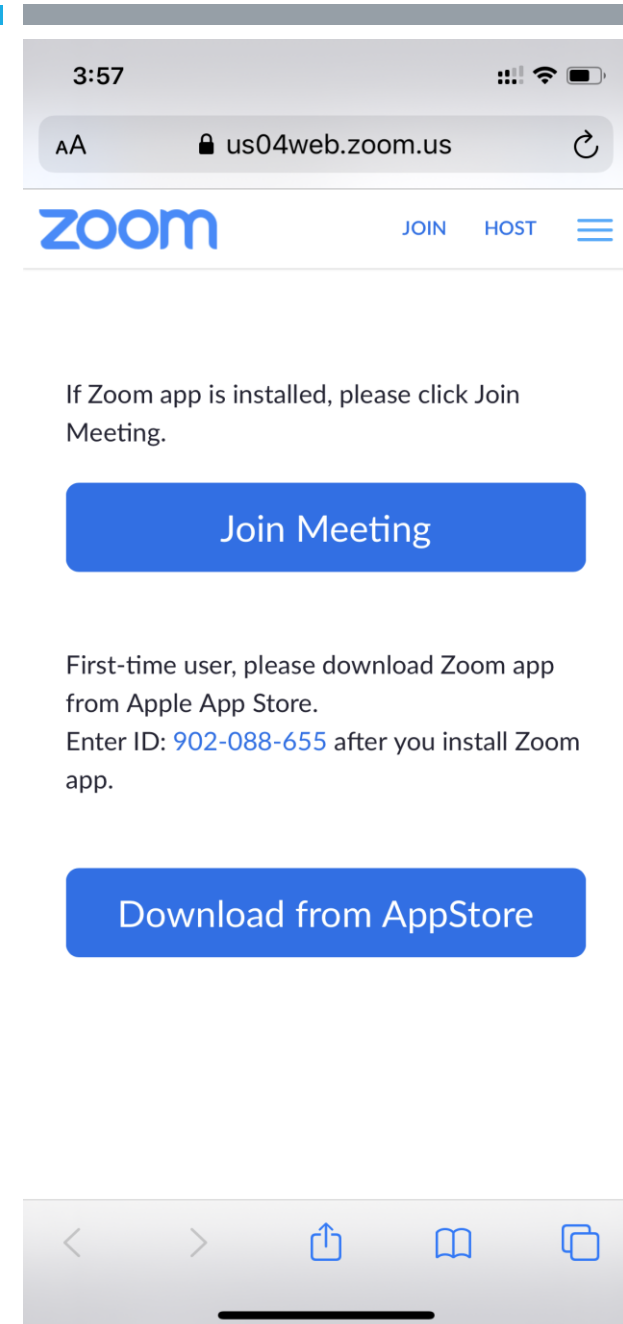 3:57
AA us04web.zoom.us
zoom JOIN HOST
If Zoom app is installed, please click Join
Meeting.
Join Meeting
First-time user, please download Zoom app
from Apple App Store.
Enter ID: 902-088-655 after you install Zoom
app.
Download from AppStore